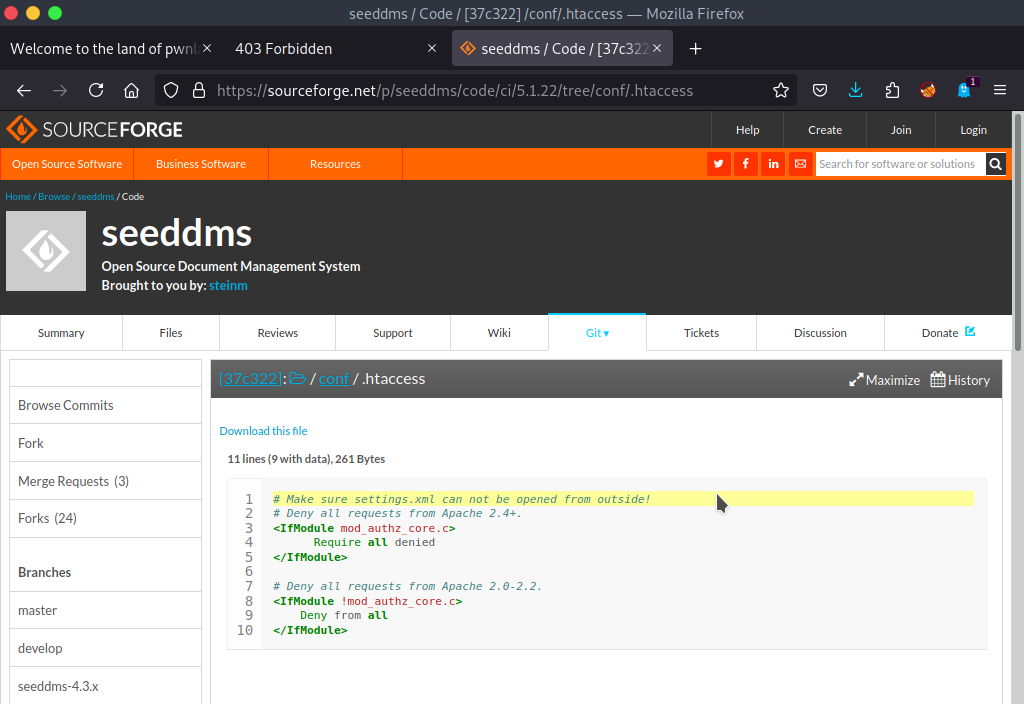 seeddms / Code / [37c322] /conf/.htaccess — Mozilla Firefox
Welcome to the land of pwnl
403 Forbidden
seeddms / Code / [37c322
https://sourceforge.net/p/seeddms/code/ci/5.1.22/tree/conf/.htaccess
1
SOURCEFORGE
Help
Create
Join
Login
Open Source Software
Business Software
Resources
Search for software or solutions
Home / Browse / seeddms / Code
seeddms
Open Source Document Management System
Brought to you by: steinm
Summary
Files
Reviews
Support
Wiki
Git ▾
Tickets
Discussion
Donate
[37c322]: / conf / .htaccess
Maximize
History
Browse Commits
Fork
Merge Requests (3)
Forks (24)
Branches
master
develop
seeddms-4.3.x
Download this file
11 lines (9 with data), 261 Bytes
1 # Make sure settings.xml can not be opened from outside!
2 # Deny all requests from Apache 2.4+.
3 <IfModule mod_authz_core.c>
4 Require all denied
5 </IfModule>
6
7 # Deny all requests from Apache 2.0-2.2.
8 <IfModule !mod_authz_core.c>
9 Deny from all
10 </IfModule>